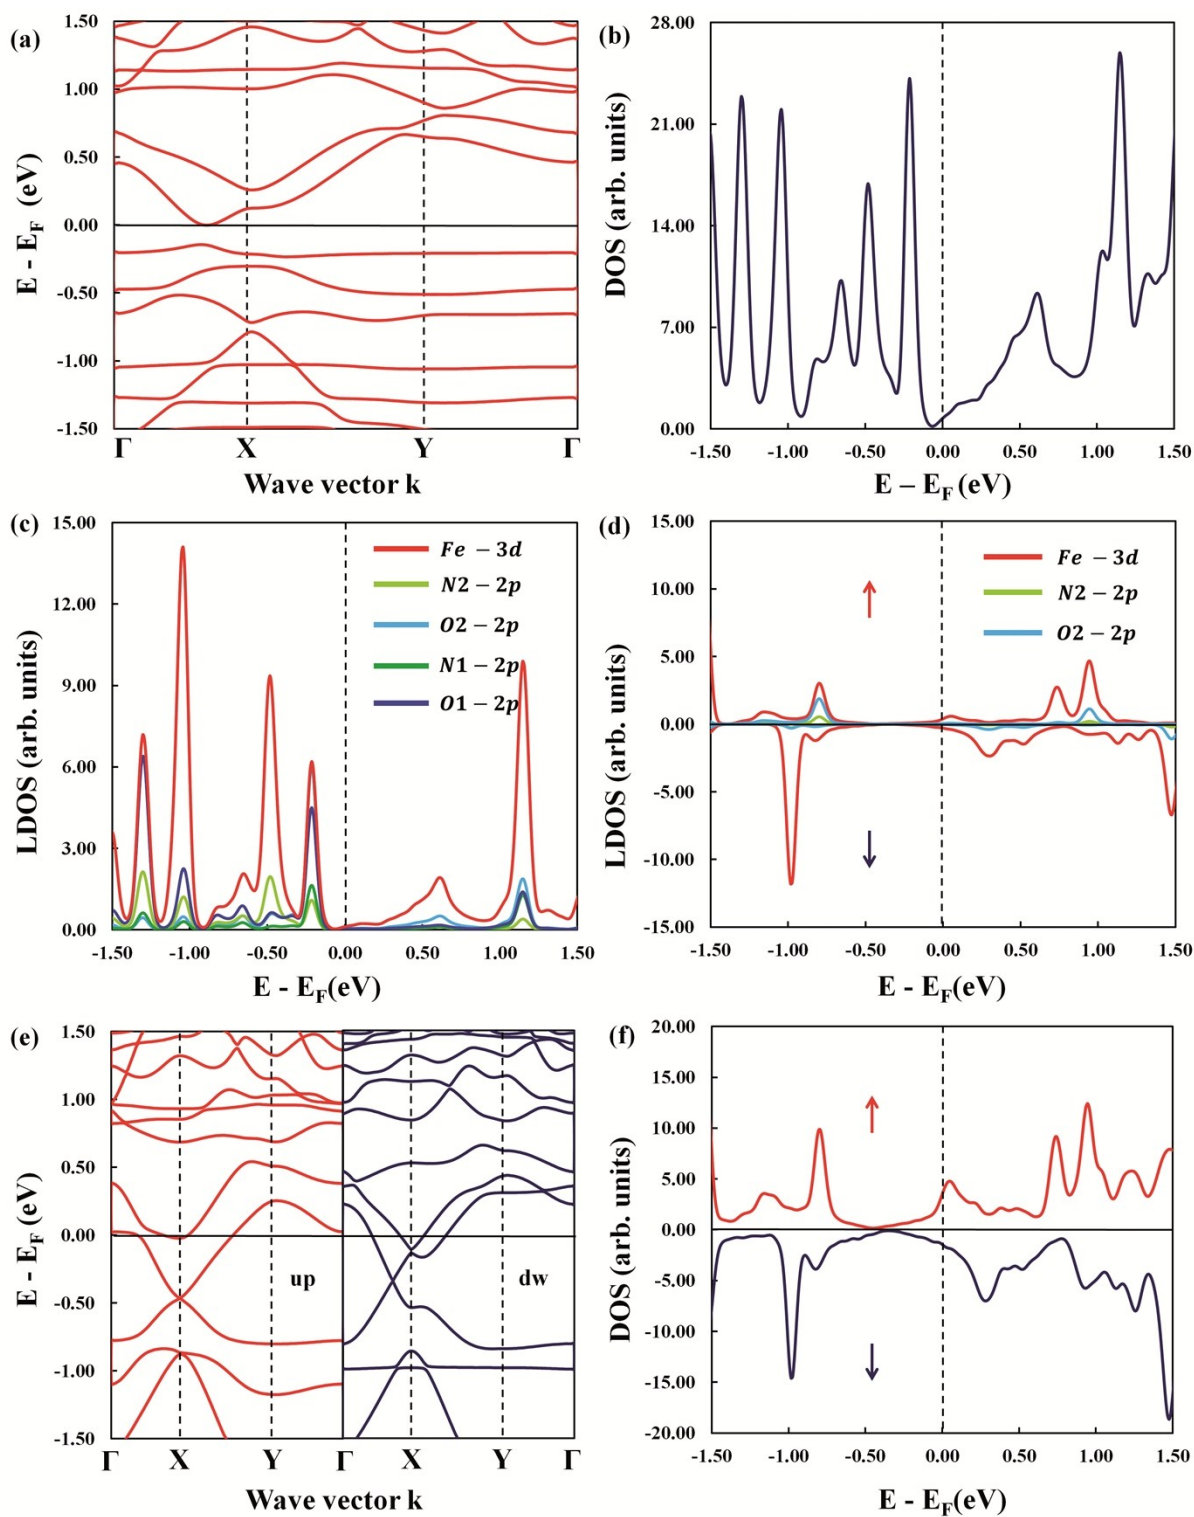 (a)
E - E_F (eV)
1.50
1.00
0.50
0.00
-0.50
-1.00
-1.50
Γ X Y Γ
Wave vector k
(b)
DOS (arb. units)
28.00
21.00
14.00
7.00
0.00
-1.50 -1.00 -0.50 0.00 0.50 1.00 1.50
E – E_F (eV)
(c)
LDOS (arb. units)
15.00
12.00
9.00
6.00
3.00
0.00
Fe − 3d
N2 − 2p
O2 − 2p
N1 − 2p
O1 − 2p
-1.50 -1.00 -0.50 0.00 0.50 1.00 1.50
E - E_F(eV)
(d)
LDOS (arb. units)
15.00
10.00
5.00
0.00
-5.00
-10.00
-15.00
↑
Fe − 3d
N2 − 2p
O2 − 2p
↓
-1.50 -1.00 -0.50 0.00 0.50 1.00 1.50
E - E_F(eV)
(e)
E - E_F (eV)
1.50
1.00
0.50
0.00
-0.50
-1.00
-1.50
up
dw
Γ X Y Γ X Y Γ
Wave vector k
(f)
DOS (arb. units)
20.00
15.00
10.00
5.00
0.00
-5.00
-10.00
-15.00
-20.00
↑
↓
-1.50 -1.00 -0.50 0.00 0.50 1.00 1.50
E - E_F(eV)